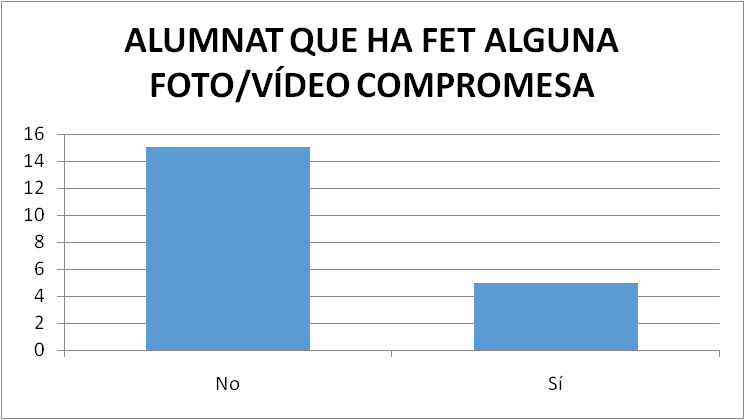 ALUMNAT QUE HA FET ALGUNA
FOTO/VÍDEO COMPROMESA
16
14
12
10
8
6
4
2
0
No
Sí